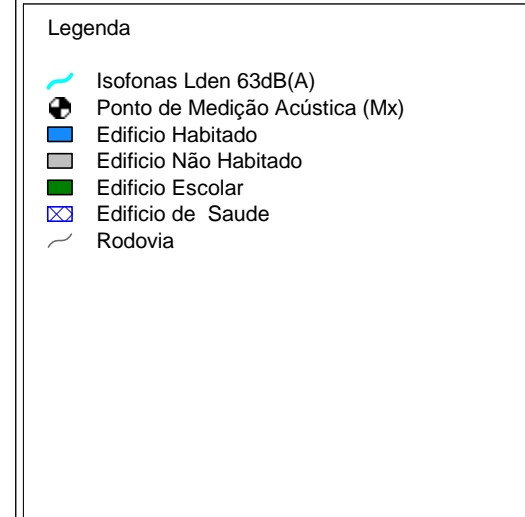 Legenda
Isofonas Lden 63dB(A)
Ponto de Medição Acústica (Mx)
Edificio Habitado
Edificio Não Habitado
Edificio Escolar
Edificio de Saude
Rodovia